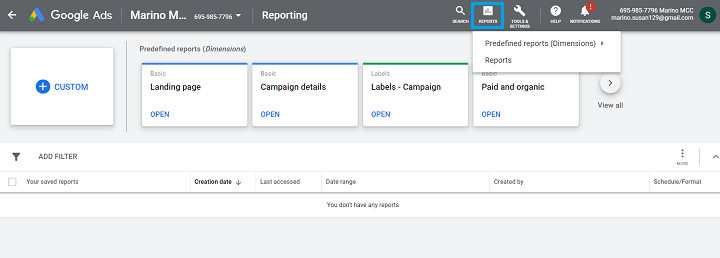 Google Ads
Marino M... 695-985-7796
Reporting
SEARCH
REPORTS
TOOLS & SETTINGS
HELP
!
NOTIFICATIONS
695-985-7796 Marino MCC
marino.susan129@gmail.com
S
Predefined reports (Dimensions)
Reports
Predefined reports (Dimensions)
CUSTOM
Basic
Landing page
OPEN
Basic
Campaign details
OPEN
Labels
Labels - Campaign
OPEN
Basic
Paid and organic
OPEN
View all
ADD FILTER
MORE
Your saved reports
Creation date
Last accessed
Date range
Created by
Schedule/Format
You don't have any reports